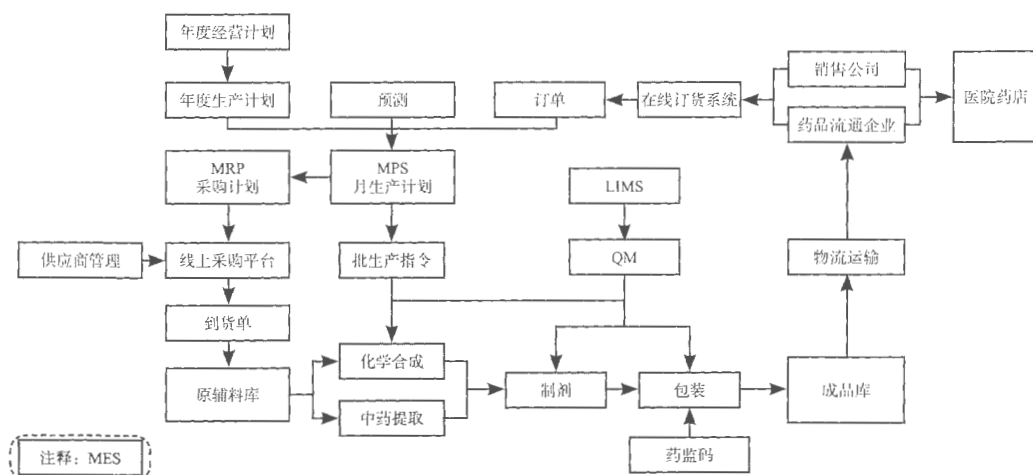 年度经营计划
年度生产计划
预测
订单
在线订货系统
销售公司
药品流通企业
医院药店
MRP
采购计划
MPS
月生产计划
LIMS
供应商管理
线上采购平台
批生产指令
QM
物流运输
到货单
原辅料库
化学合成
中药提取
制剂
包装
成品库
药监码
注释：MES